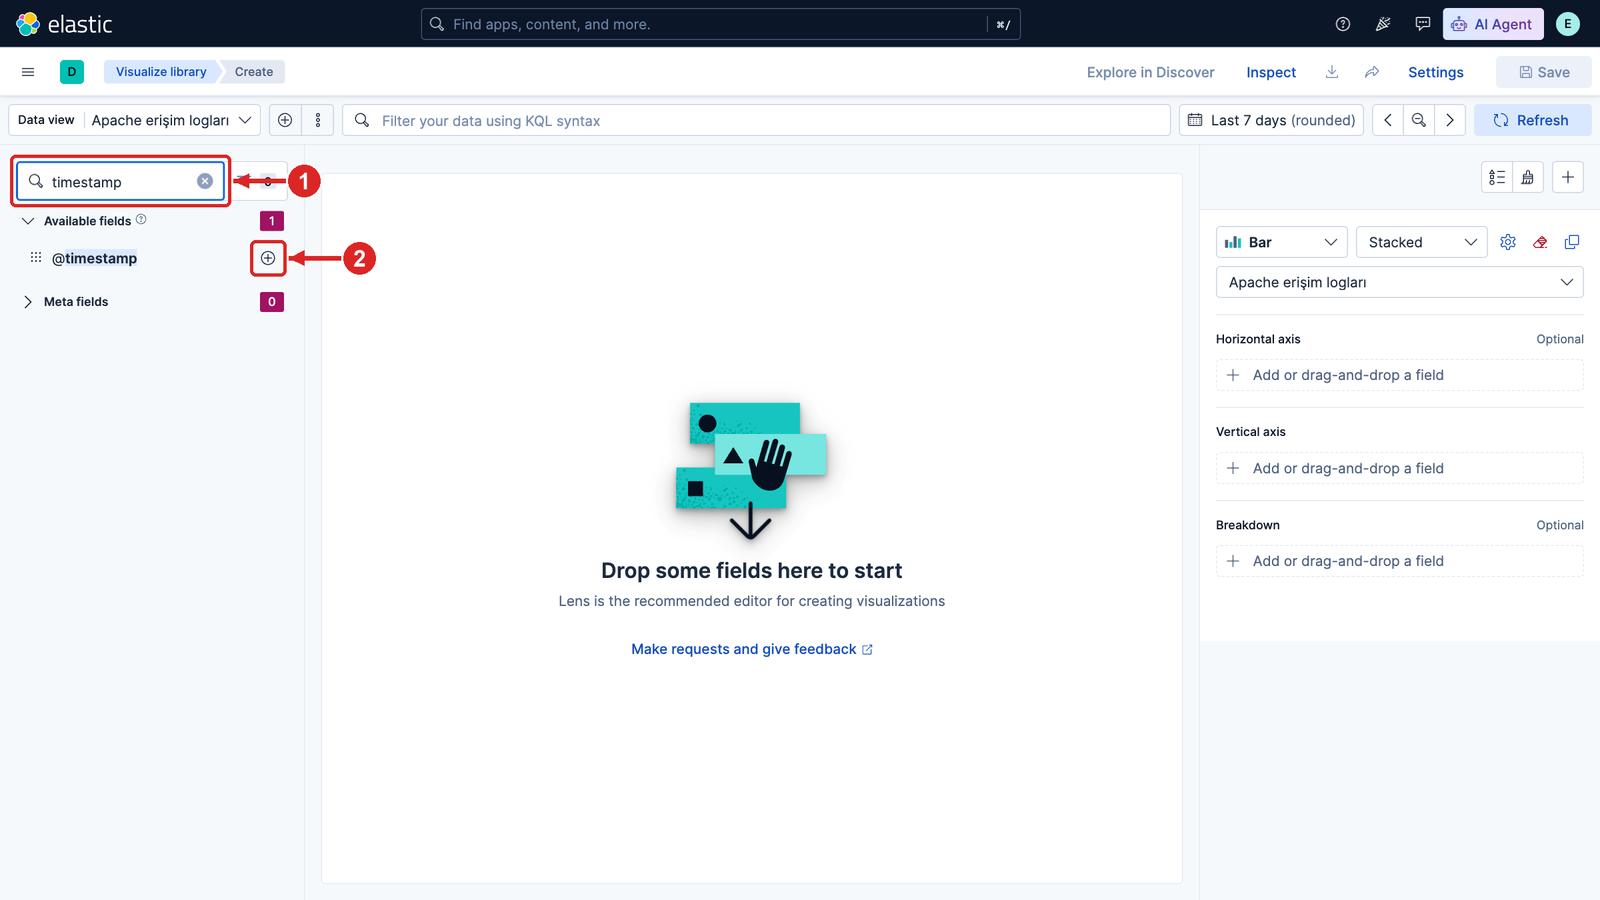 elastic
Find apps, content, and more.
⌘/
AI Agent
E
D
Visualize library
Create
Explore in Discover
Inspect
Settings
Save
Data view
Apache erişim logları
Filter your data using KQL syntax
Last 7 days (rounded)
Refresh
timestamp
0
1
Available fields
1
@timestamp
2
Meta fields
0
Drop some fields here to start
Lens is the recommended editor for creating visualizations
Make requests and give feedback
Bar
Stacked
Apache erişim logları
Horizontal axis
Optional
Add or drag-and-drop a field
Vertical axis
Add or drag-and-drop a field
Breakdown
Optional
Add or drag-and-drop a field